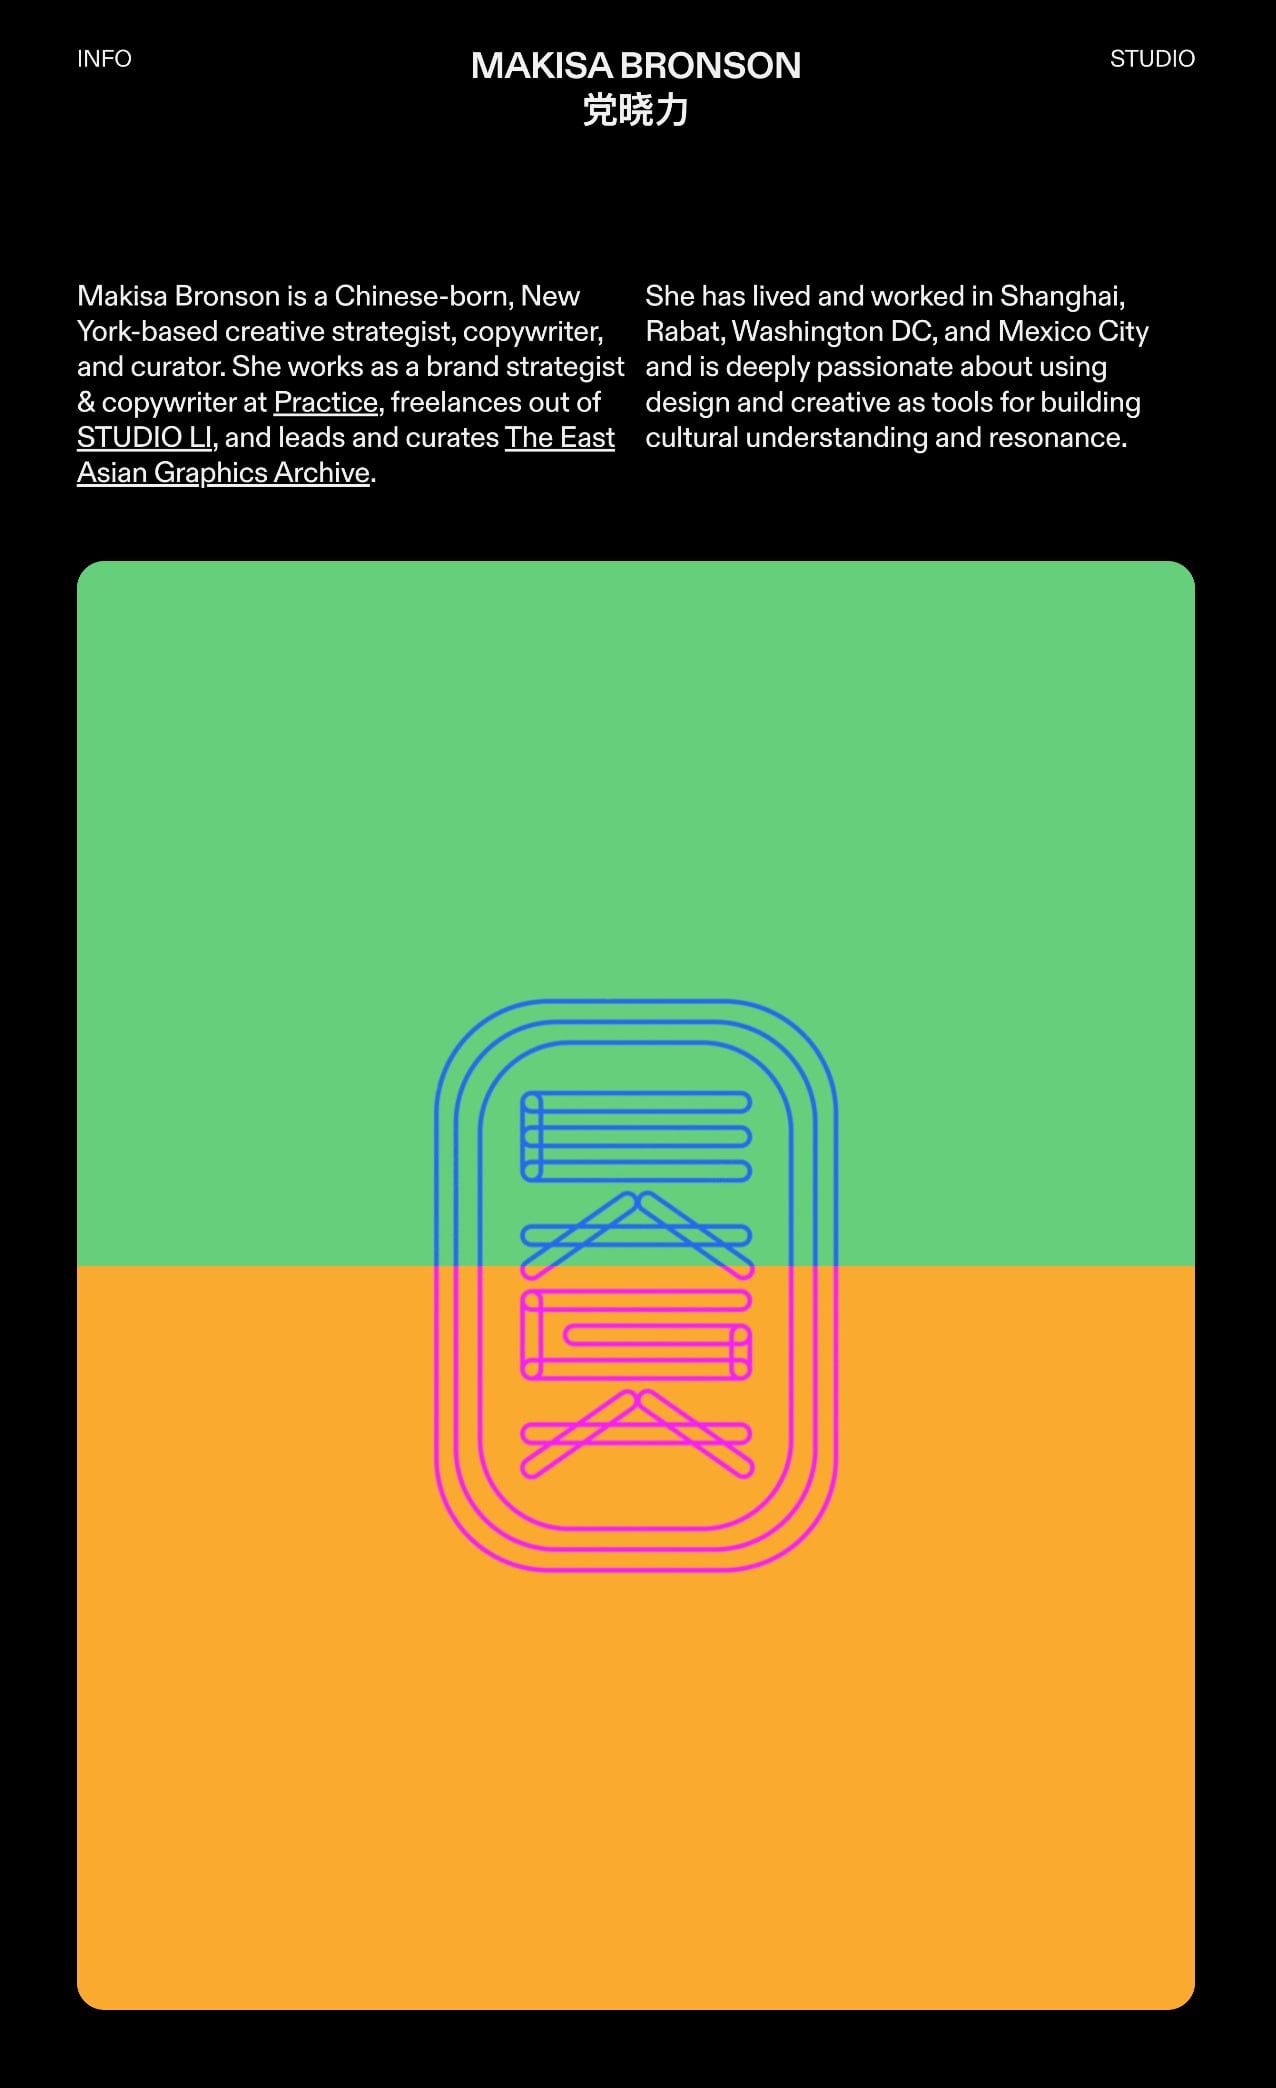 INFO
MAKISA BRONSON
党晓力
STUDIO
Makisa Bronson is a Chinese-born, New
York-based creative strategist, copywriter,
and curator. She works as a brand strategist
& copywriter at Practice, freelances out of
STUDIO LI, and leads and curates The East
Asian Graphics Archive.
She has lived and worked in Shanghai,
Rabat, Washington DC, and Mexico City
and is deeply passionate about using
design and creative as tools for building
cultural understanding and resonance.
E
A
G
A